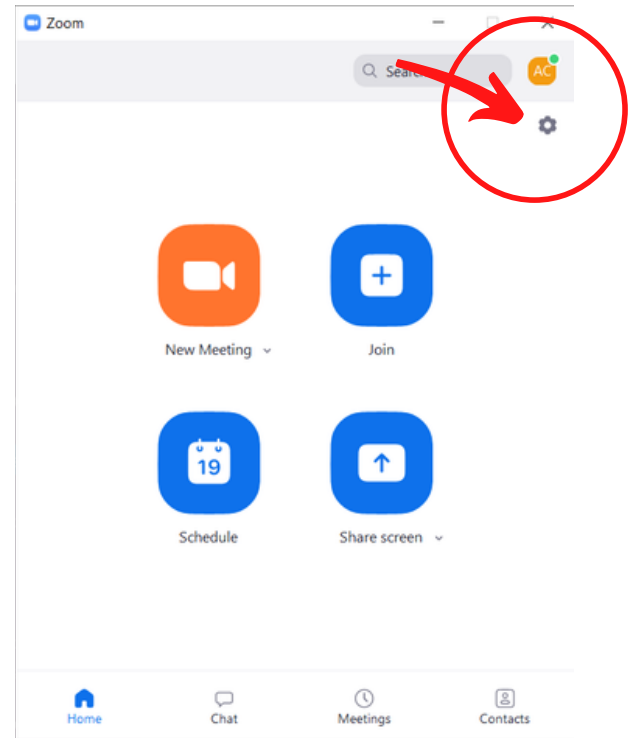 Zoom
AC
New Meeting
Join
19
Schedule
Share screen
Home
Chat
Meetings
Contacts